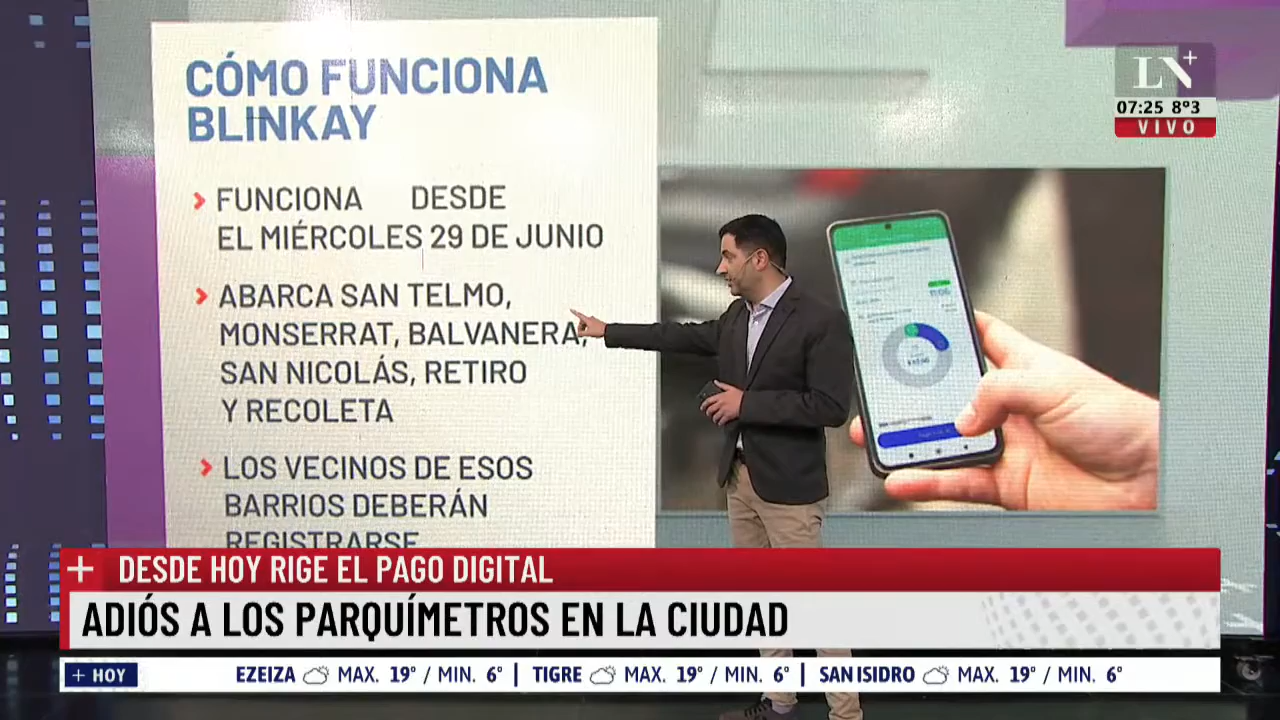 CÓMO FUNCIONA
BLINKAY
FUNCIONA DESDE
EL MIÉRCOLES 29 DE JUNIO
ABARCA SAN TELMO,
MONSERRAT, BALVANERA,
SAN NICOLÁS, RETIRO
Y RECOLETA
LOS VECINOS DE ESOS
BARRIOS DEBERÁN
REGISTRARSE
LN+
07:25 8º3
VIVO
+ DESDE HOY RIGE EL PAGO DIGITAL
ADIÓS A LOS PARQUÍMETROS EN LA CIUDAD
+ HOY EZEIZA MAX. 19° / MIN. 6° | TIGRE MAX. 19° / MIN. 6° | SAN ISIDRO MAX. 19° / MIN. 6°